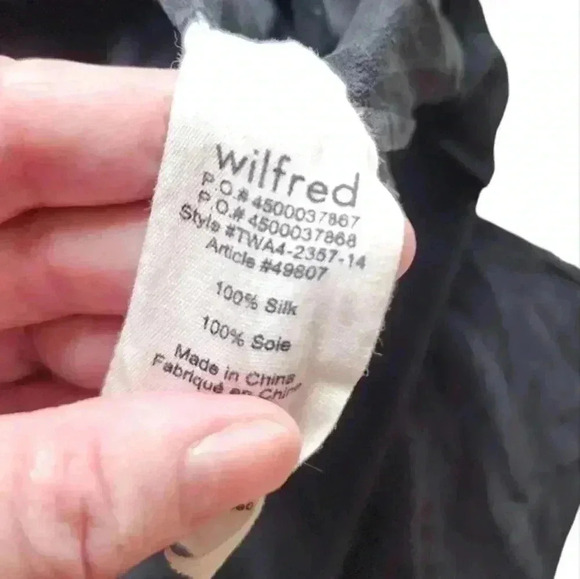 wilfred
P.O.# 4500037867
P.O.# 4500037868
Style #TWA4-2357-14
Article #49807
100% Silk
100% Soie
Made in China
Fabriqué en Chine